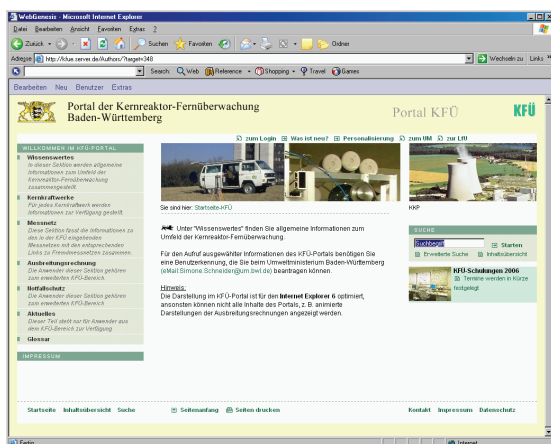 WebGenesis - Microsoft Internet Explorer
Datei Bearbeiten Ansicht Favoriten Extras ?
Zurück Suchen Favoriten Ordner
Adresse http://kfue.server.de/Authors/?target=348 Wechseln zu Links
Search Web Reference Shopping Travel Games
Bearbeiten Neu Benutzer Extras
Portal der Kernreaktor-Fernüberwachung
Baden-Württemberg
Portal KFÜ
KFÜ
zum Login Was ist neu? Personalisierung zum UM zur LfU
WILLKOMMEN IM KFÜ-PORTAL
Wissenswertes
In dieser Sektion werden allgemeine
Informationen zum Umfeld der
Kernreaktor-Fernüberwachung
zusammengestellt.
Kernkraftwerke
Für jedes Kernkraftwerk werden
Informationen zur Verfügung gestellt.
Messnetz
Diese Sektion fasst die Informationen zu
den in der KFÜ eingehenden
Messnetzen mit den entsprechenden
Links zu Fremdmessnetzen zusammen.
Ausbreitungsrechnung
Die Anwender dieser Sektion gehören
zum erweiterten KFÜ-Bereich.
Notfallschutz
Die Anwender dieser Sektion gehören
zum erweiterten KFÜ-Bereich.
Aktuelles
Dieser Teil stellt nur für Anwender aus
dem KFÜ-Bereich zur Verfügung
Glossar
IMPRESSUM
Sie sind hier: Startseite-KFÜ
Unter "Wissenswertes" finden Sie allgemeine Informationen zum
Umfeld der Kernreaktor-Fernüberwachung.
Für den Aufruf ausgewählter Informationen des KFÜ-Portals benötigen Sie
eine Benutzerkennung, die Sie beim Umweltministerium Baden-Württemberg
(eMail:Simone.Schneider@um.bwl.de) beantragen können.
Hinweis:
Die Darstellung im KFÜ-Portal ist für den Internet Explorer 6 optimiert,
ansonsten können nicht alle Inhalte des Portals, z. B. animierte
Darstellungen der Ausbreitungsrechnungen angezeigt werden.
KKP
SUCHE
Suchbegriff Starten
Erweiterte Suche Inhaltsübersicht
KFÜ-Schulungen 2006
Termine werden in Kürze
festgelegt
Startseite Inhaltsübersicht Suche Seitenanfang Seiten drucken Kontakt Impressum Datenschutz
Fertig Internet